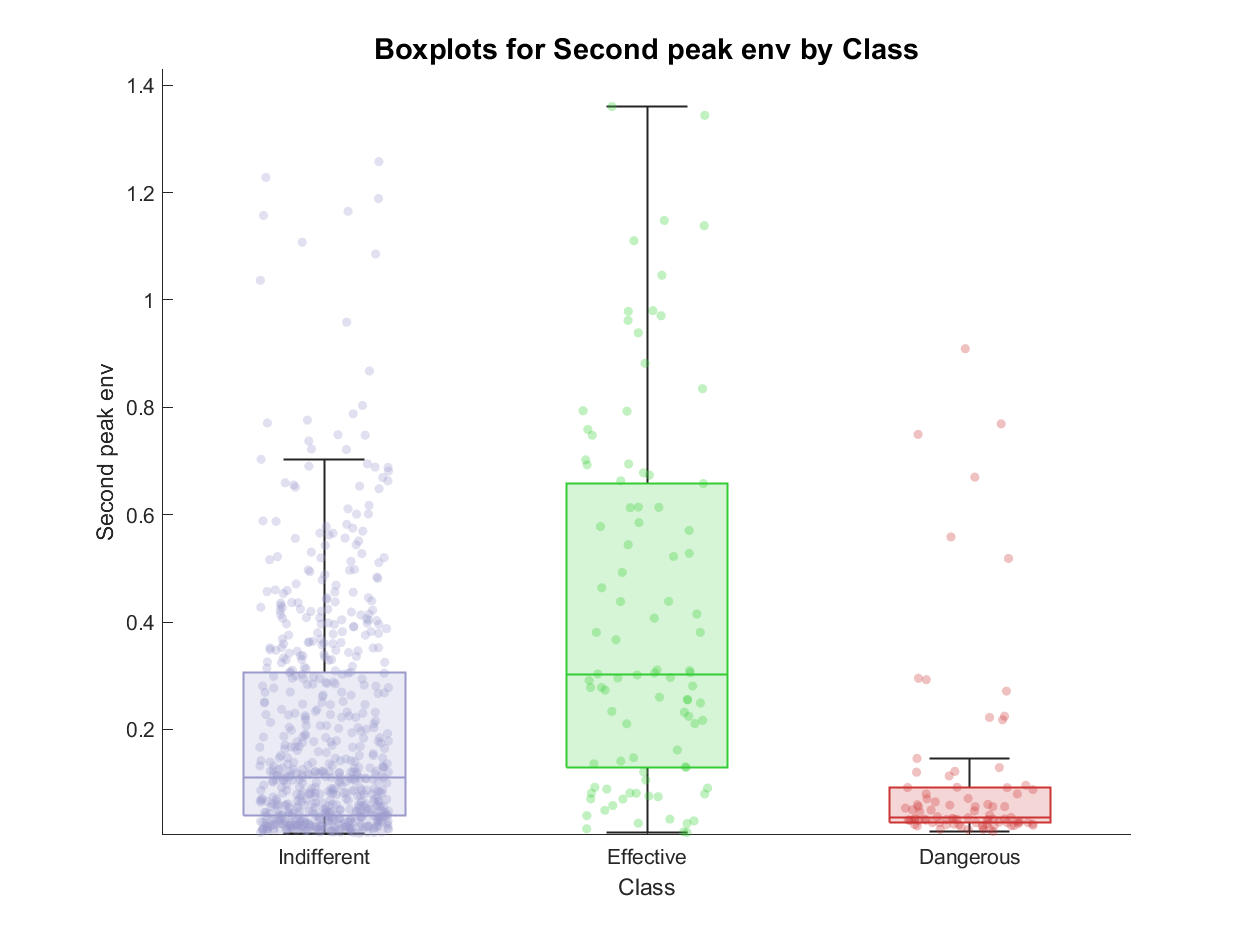 Boxplots for Second peak env by Class
1.4
1.2
1
0.8
0.6
0.4
0.2
Second peak env
Indifferent Effective Dangerous
Class